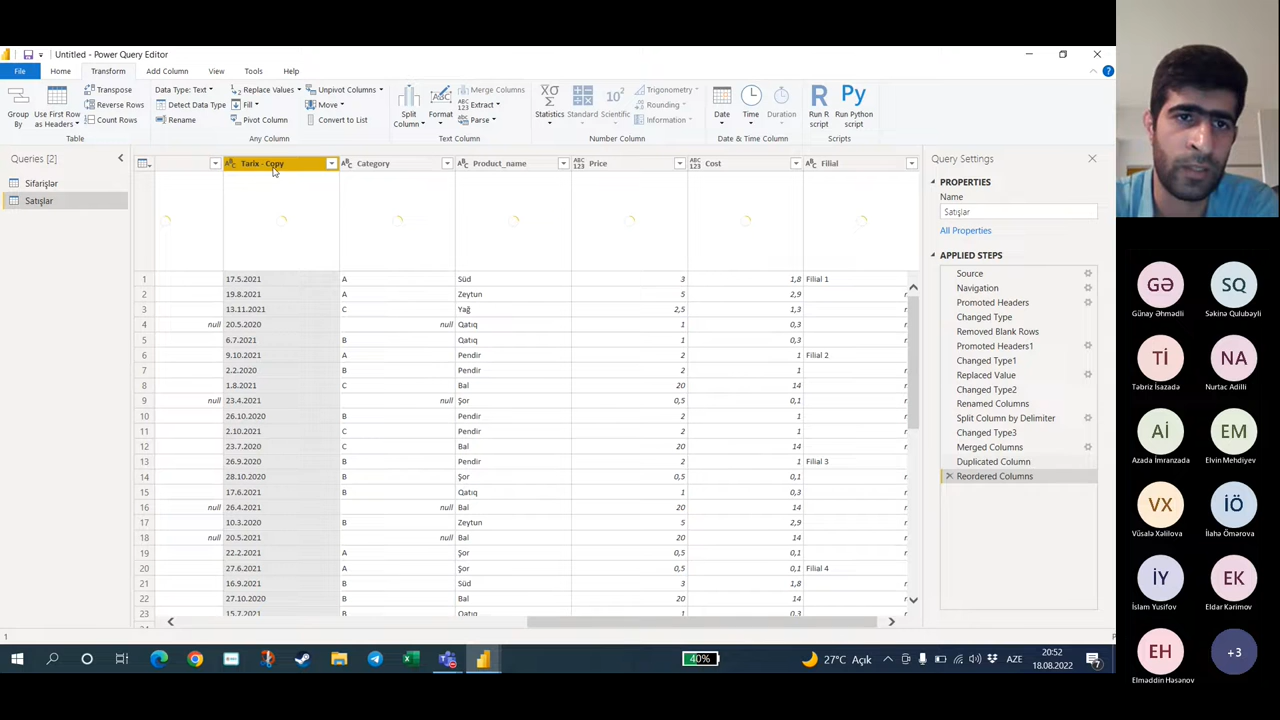 Untitled - Power Query Editor
File Home Transform Add Column View Tools Help
Group By
Use First Row as Headers
Transpose
Reverse Rows
Count Rows
Table
Data Type: Text
Detect Data Type
Rename
Replace Values
Fill
Pivot Column
Unpivot Columns
Move
Convert to List
Any Column
Split Column
Format
Merge Columns
Extract
Parse
Text Column
Statistics
Standard
Scientific
Trigonometry
Rounding
Information
Number Column
Date
Time
Duration
Date & Time Column
Run R script
Run Python script
Scripts
Queries [2]
Sifarişlər
Satışlar
Tarix - Copy Category Product_name Price Cost Filial
1 17.5.2021 A Süd 3 1,8 Filial 1
2 19.8.2021 A Zeytun 5 2,9
3 13.11.2021 C Yağ 2,5 1,3
4 null 20.5.2020 null Qatıq 1 0,3
5 6.7.2021 B Qatıq 1 0,3
6 9.10.2021 A Pendir 2 1 Filial 2
7 2.2.2020 B Pendir 2 1
8 1.8.2021 C Bal 20 14
9 null 23.4.2021 null Şor 0,5 0,1
10 26.10.2020 B Pendir 2 1
11 2.10.2021 C Pendir 2 1
12 23.7.2020 C Bal 20 14
13 26.9.2020 B Pendir 2 1 Filial 3
14 28.10.2020 B Şor 0,5 0,1
15 17.6.2021 B Qatıq 1 0,3
16 null 26.4.2021 null Bal 20 14
17 10.3.2020 B Zeytun 5 2,9
18 null 20.5.2021 null Bal 20 14
19 22.2.2021 A Şor 0,5 0,1
20 27.6.2021 A Şor 0,5 0,1 Filial 4
21 16.9.2021 B Süd 3 1,8
22 27.10.2020 B Bal 20 14
23 15.7.2021 B Qatıq 1 0,3
Query Settings
PROPERTIES
Name
Satışlar
All Properties
APPLIED STEPS
Source
Navigation
Promoted Headers
Changed Type
Removed Blank Rows
Promoted Headers1
Changed Type1
Replaced Value
Changed Type2
Renamed Columns
Split Column by Delimiter
Changed Type3
Merged Columns
Duplicated Column
Reordered Columns
40%
27°C Açık
AZE
20:52
18.08.2022
GƏ SQ
Günay Əhmədli Səkinə Qulubəyli
Tİ NA
Təbriz İsazadə Nurtac Adilli
Aİ EM
Azada İmranzadə Elvin Mehdiyev
VX İÖ
Vüsalə Xəlilova İlahə Ömərova
İY EK
İslam Yusifov Eldar Kərimov
EH +3
Elməddin Həsənov